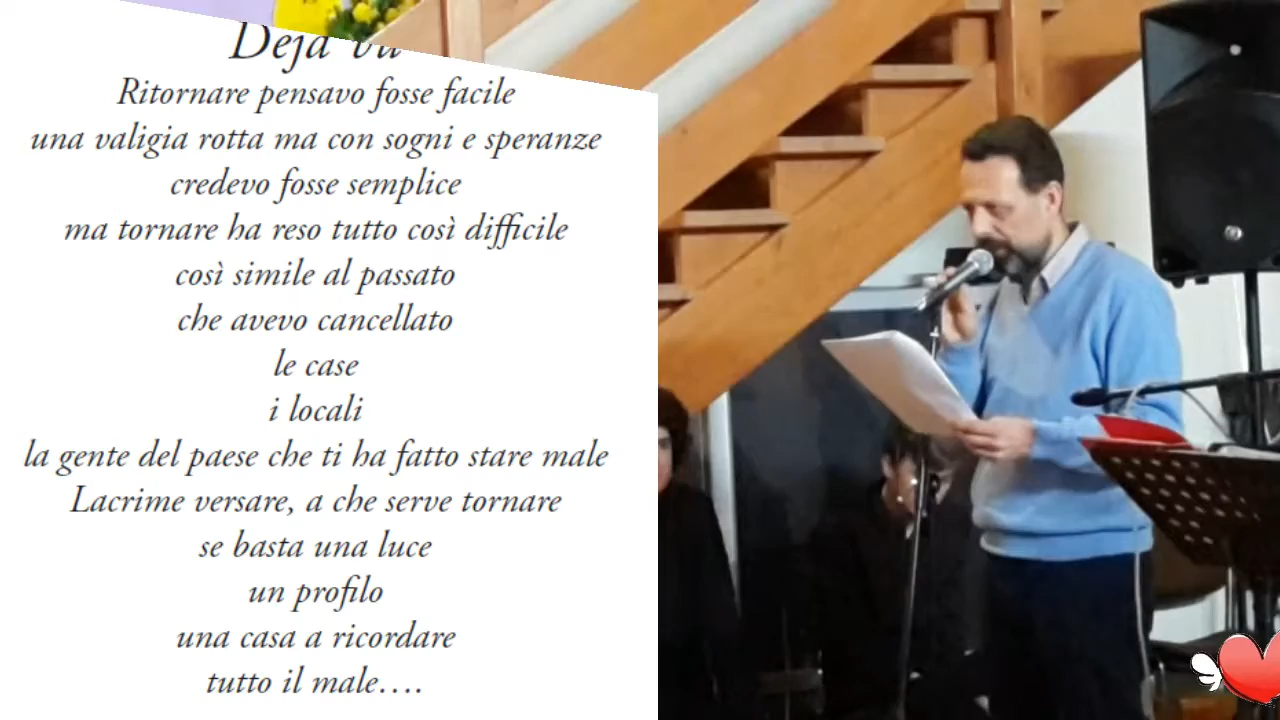 Deja vu
Ritornare pensavo fosse facile
una valigia rotta ma con sogni e speranze
credevo fosse semplice
ma tornare ha reso tutto così difficile
così simile al passato
che avevo cancellato
le case
i locali
la gente del paese che ti ha fatto stare male
Lacrime versare, a che serve tornare
se basta una luce
un profilo
una casa a ricordare
tutto il male....